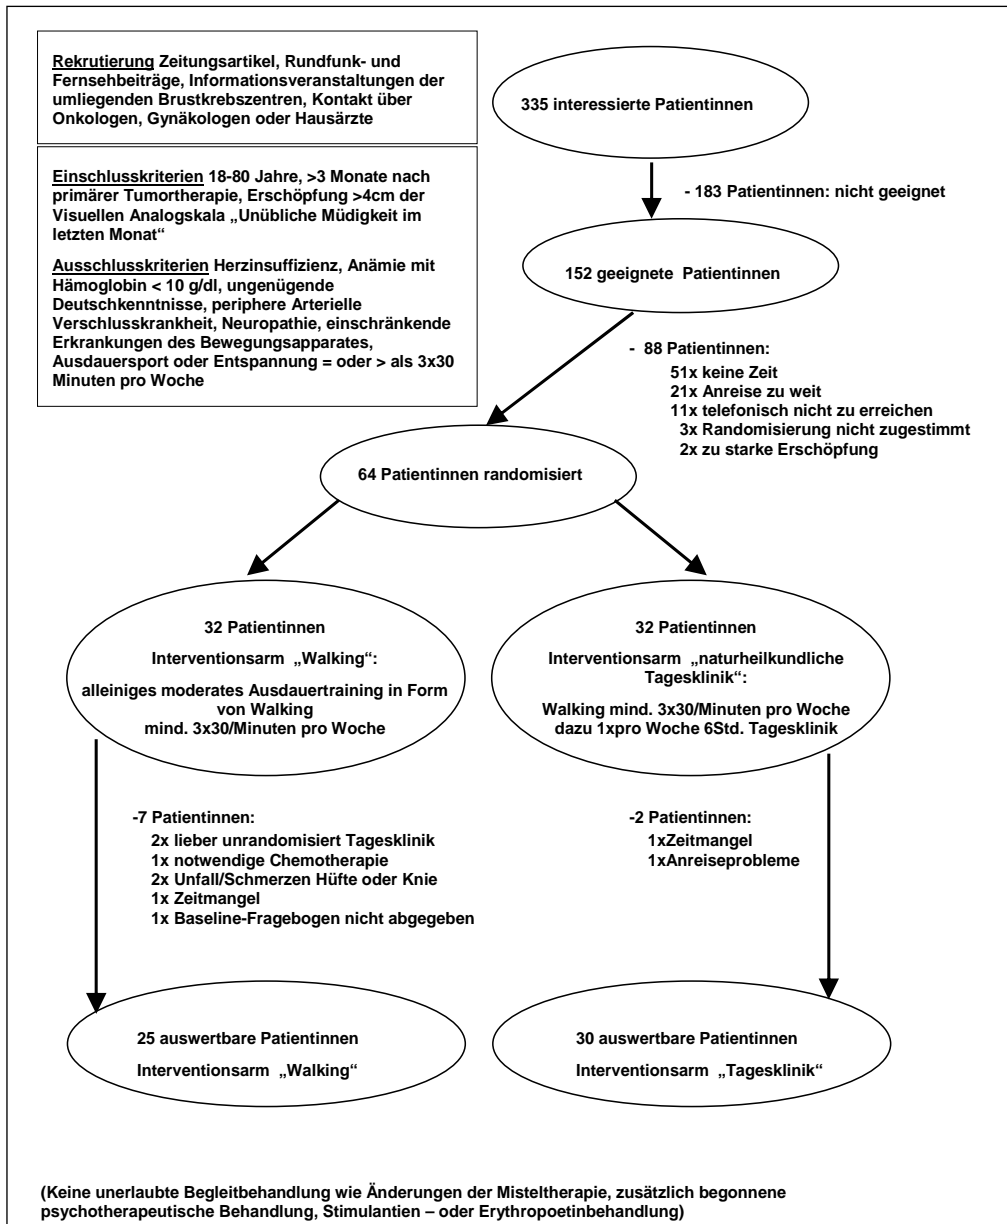 Rekrutierung Zeitungsartikel, Rundfunk- und
Fernsehbeiträge, Informationsveranstaltungen der
umliegenden Brustkrebszentren, Kontakt über
Onkologen, Gynäkologen oder Hausärzte
335 interessierte Patientinnen
Einschlusskriterien 18-80 Jahre, >3 Monate nach
primärer Tumortherapie, Erschöpfung >4cm der
Visuellen Analogskala „Unübliche Müdigkeit im
letzten Monat“
Ausschlusskriterien Herzinsuffizienz, Anämie mit
Hämoglobin < 10 g/dl, ungenügende
Deutschkenntnisse, periphere Arterielle
Verschlusskrankheit, Neuropathie, einschränkende
Erkrankungen des Bewegungsapparates,
Ausdauersport oder Entspannung = oder > als 3x30
Minuten pro Woche
- 183 Patientinnen: nicht geeignet
152 geeignete Patientinnen
- 88 Patientinnen:
51x keine Zeit
21x Anreise zu weit
11x telefonisch nicht zu erreichen
3x Randomisierung nicht zugestimmt
2x zu starke Erschöpfung
64 Patientinnen randomisiert
32 Patientinnen
Interventionsarm „Walking“:
alleiniges moderates Ausdauertraining in Form
von Walking
mind. 3x30/Minuten pro Woche
32 Patientinnen
Interventionsarm „naturheilkundliche
Tagesklinik“:
Walking mind. 3x30/Minuten pro Woche
dazu 1xpro Woche 6Std. Tagesklinik
-7 Patientinnen:
2x lieber unrandomisiert Tagesklinik
1x notwendige Chemotherapie
2x Unfall/Schmerzen Hüfte oder Knie
1x Zeitmangel
1x Baseline-Fragebogen nicht abgegeben
-2 Patientinnen:
1xZeitmangel
1xAnreiseprobleme
25 auswertbare Patientinnen
Interventionsarm „Walking“
30 auswertbare Patientinnen
Interventionsarm „Tagesklinik“
(Keine unerlaubte Begleitbehandlung wie Änderungen der Misteltherapie, zusätzlich begonnene
psychotherapeutische Behandlung, Stimulantien – oder Erythropoetinbehandlung)